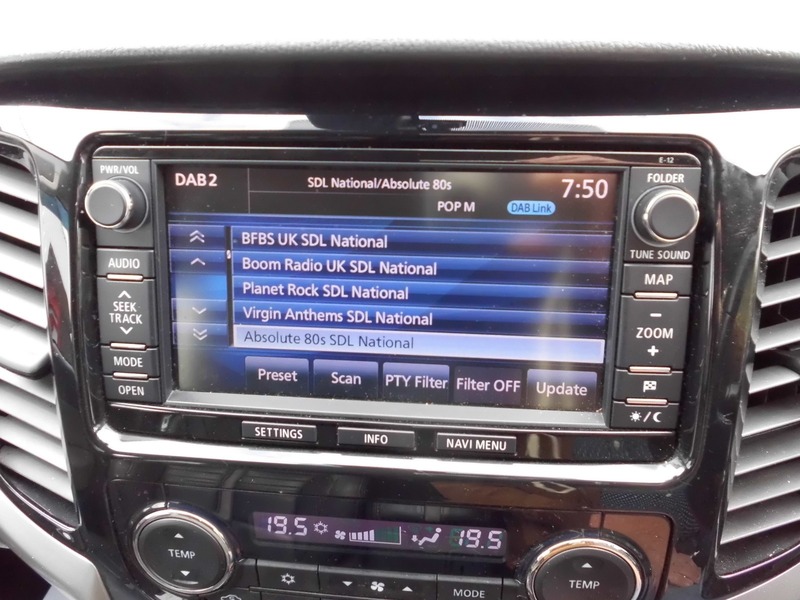 E-12
PWR/VOL
DAB2
SDL National/Absolute 80s
7:50
POP M
DAB Link
FOLDER
TUNE SOUND
AUDIO
SEEK
TRACK
MODE
OPEN
BFBS UK SDL National
Boom Radio UK SDL National
Planet Rock SDL National
Virgin Anthems SDL National
Absolute 80s SDL National
Preset
Scan
PTY Filter
Filter OFF
Update
MAP
−
ZOOM
+
SETTINGS
INFO
NAVI MENU
19.5
19.5
TEMP
MODE
TEMP